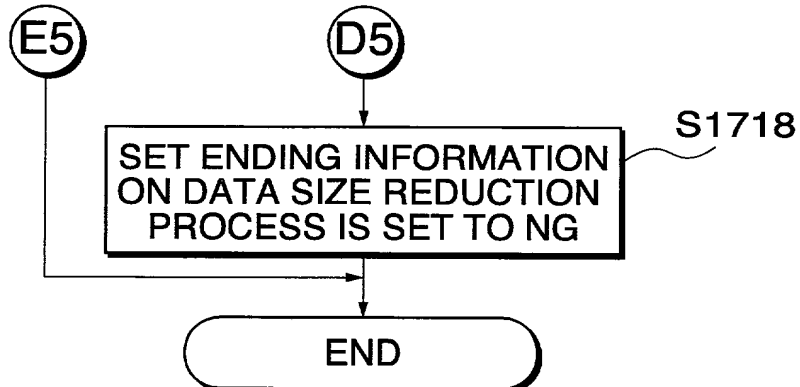 E5
D5
S1718
SET ENDING INFORMATION
ON DATA SIZE REDUCTION
PROCESS IS SET TO NG
END